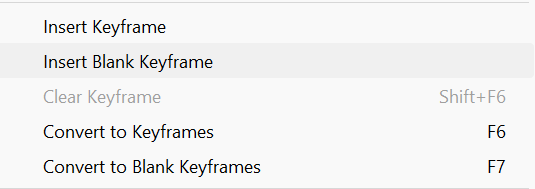 Insert Keyframe
Insert Blank Keyframe
Clear Keyframe Shift+F6
Convert to Keyframes F6
Convert to Blank Keyframes F7